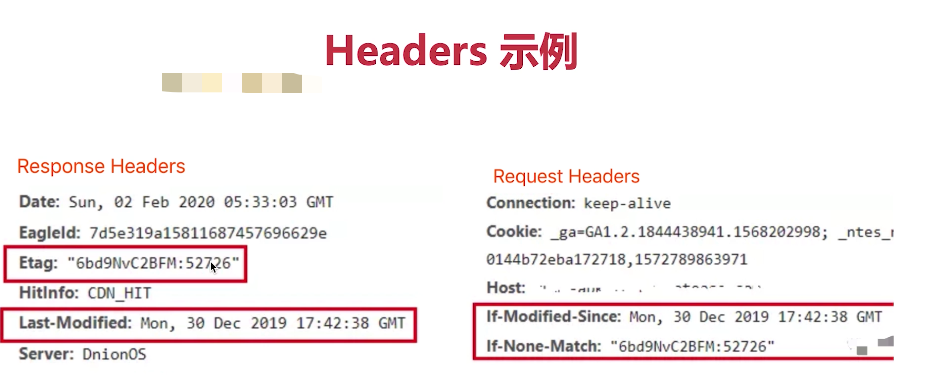 Headers 示例
Response Headers
Date: Sun, 02 Feb 2020 05:33:03 GMT
EagleId: 7d5e319a15811687457696629e
Etag: "6bd9NvC2BFM:52726"
HitInfo: CDN_HIT
Last-Modified: Mon, 30 Dec 2019 17:42:38 GMT
Server: DnionOS
Request Headers
Connection: keep-alive
Cookie: _ga=GA1.2.1844438941.1568202998; _ntes_n
0144b72eba172718,1572789863971
Host:
If-Modified-Since: Mon, 30 Dec 2019 17:42:38 GMT
If-None-Match: "6bd9NvC2BFM:52726"